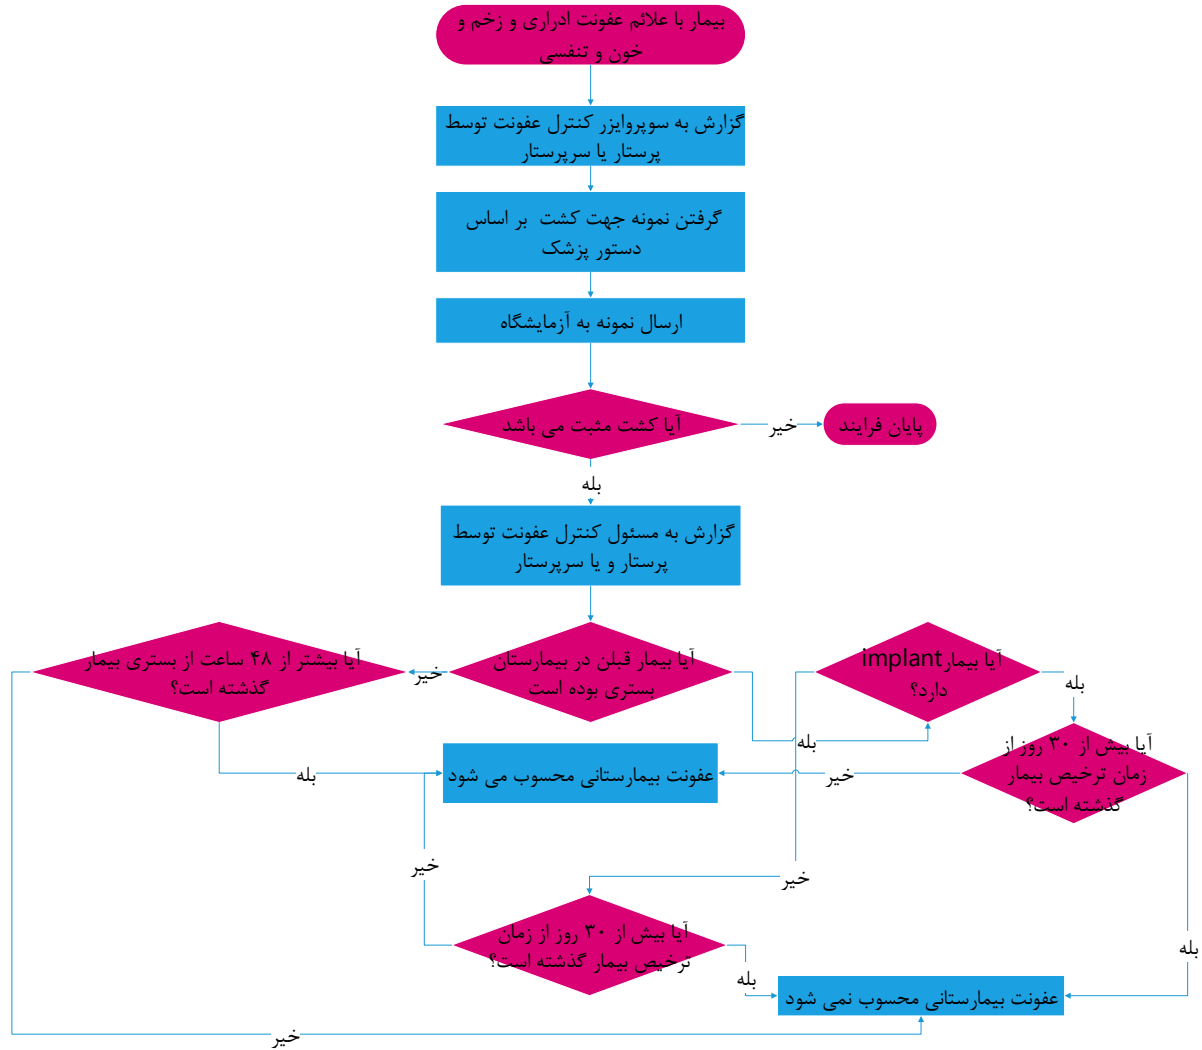 بیمار با علائم عفونت ادراری و زخم و
خون و تنفسی
گزارش به سوپروایزر کنترل عفونت توسط
پرستار یا سرپرستار
گرفتن نمونه جهت کشت بر اساس
دستور پزشک
ارسال نمونه به آزمایشگاه
آیا کشت مثبت می باشد
خیر
پایان فرایند
بله
گزارش به مسئول کنترل عفونت توسط
پرستار و یا سرپرستار
آیا بیمار قبلن در بیمارستان
بستری بوده است
خیر
آیا بیشتر از ۴۸ ساعت از بستری بیمار
گذشته است؟
بله
آیا بیمار implant
دارد؟
بله
آیا بیش از ۳۰ روز از
زمان ترخیص بیمار
گذشته است؟
خیر
عفونت بیمارستانی محسوب می شود
بله
خیر
خیر
آیا بیش از ۳۰ روز از زمان
ترخیص بیمار گذشته است؟
بله
بله
عفونت بیمارستانی محسوب نمی شود
خیر